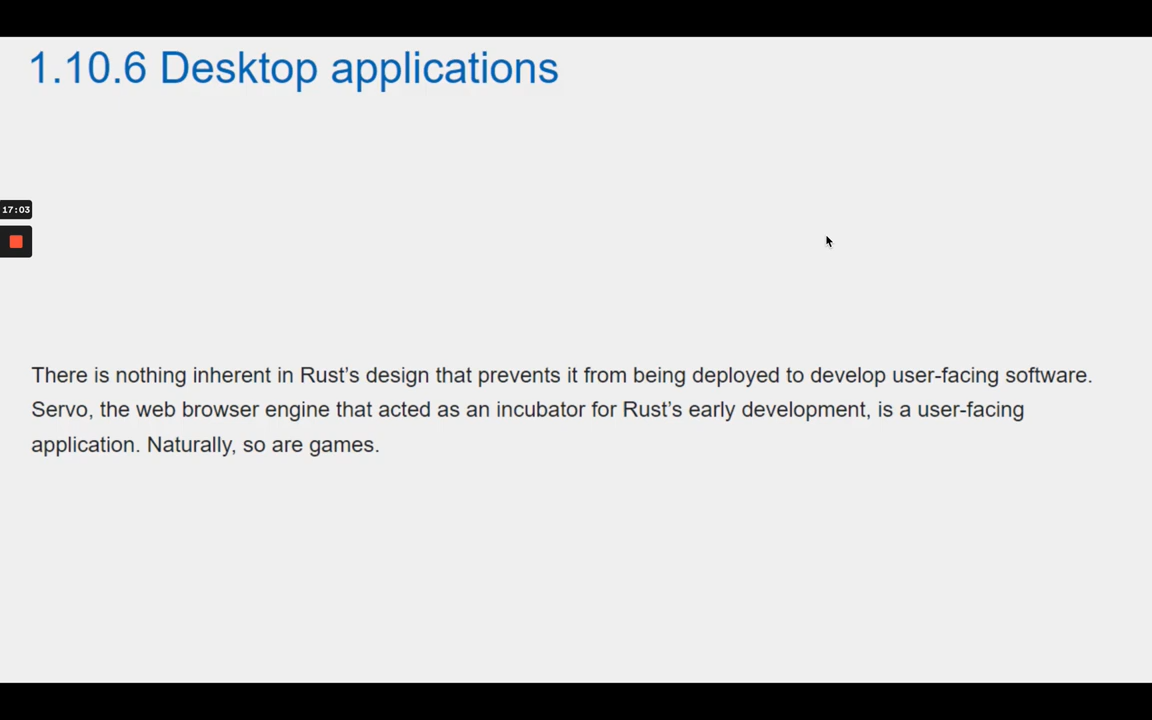 1.10.6 Desktop applications
17:03
There is nothing inherent in Rust’s design that prevents it from being deployed to develop user-facing software.
Servo, the web browser engine that acted as an incubator for Rust’s early development, is a user-facing
application. Naturally, so are games.